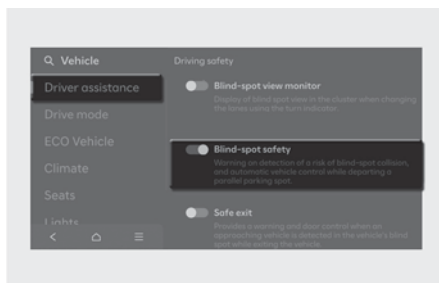 Vehicle
Driver assistance
Drive mode
ECO Vehicle
Climate
Seats
Lights
Driving safety
Blind-spot view monitor
Display of blind spot view in the cluster when changing
the lanes using the turn indicator.
Blind-spot safety
Warning on detection of a risk of blind-spot collision,
and automatic vehicle control while departing a
parallel parking spot.
Safe exit
Provides a warning and door control when an
approaching vehicle is detected in the vehicle's blind
spot while exiting the vehicle.